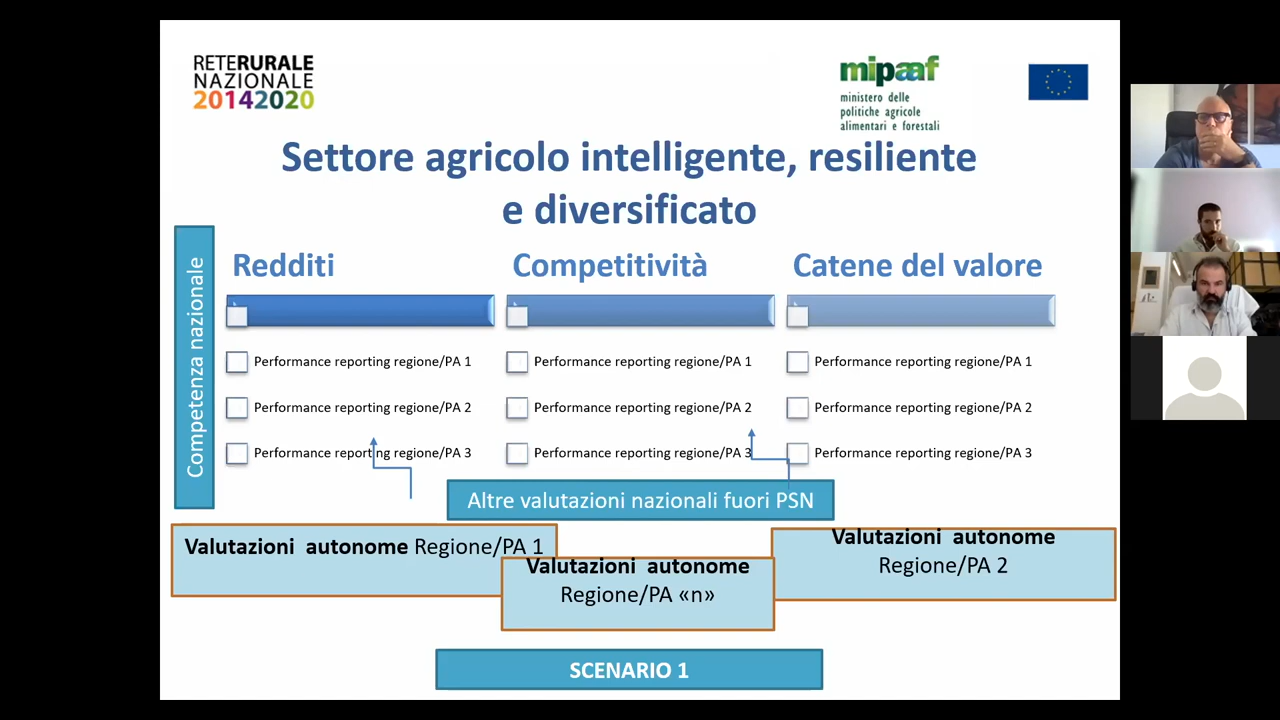 RETERURALE
NAZIONALE
20142020
mipaaf
ministero delle
politiche agricole
alimentari e forestali
Settore agricolo intelligente, resiliente
e diversificato
Competenza nazionale
Redditi
Performance reporting regione/PA 1
Performance reporting regione/PA 2
Performance reporting regione/PA 3
Competitività
Performance reporting regione/PA 1
Performance reporting regione/PA 2
Performance reporting regione/PA 3
Catene del valore
Performance reporting regione/PA 1
Performance reporting regione/PA 2
Performance reporting regione/PA 3
Altre valutazioni nazionali fuori PSN
Valutazioni autonome Regione/PA 1
Valutazioni autonome
Regione/PA «n»
Valutazioni autonome
Regione/PA 2
SCENARIO 1